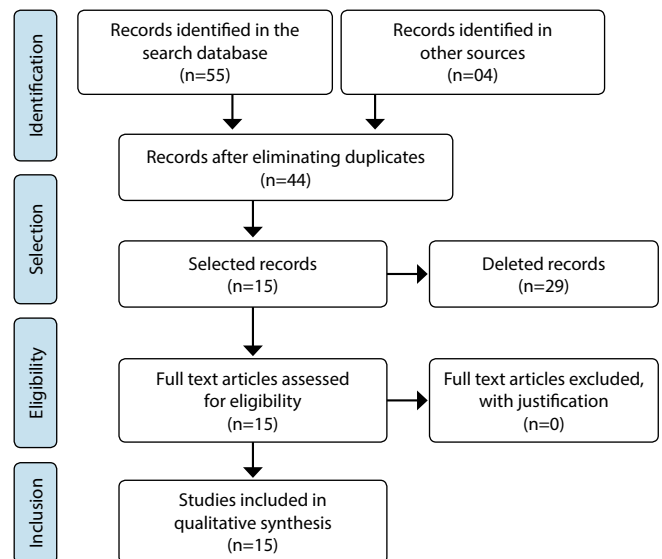 Identification
Records identified in the
search database
(n=55)
Records identified in
other sources
(n=04)
Records after eliminating duplicates
(n=44)
Selection
Selected records
(n=15)
Deleted records
(n=29)
Eligibility
Full text articles assessed
for eligibility
(n=15)
Full text articles excluded,
with justification
(n=0)
Inclusion
Studies included in
qualitative synthesis
(n=15)